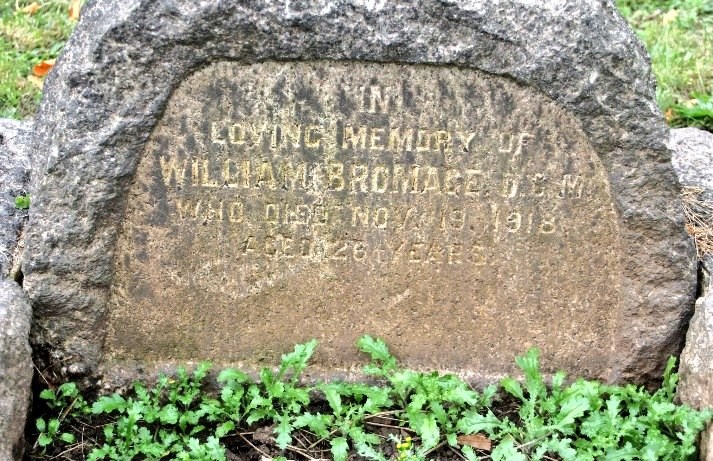 IN
LOVING MEMORY OF
WILLIAM BROMAGE D.C.M.
WHO DIED NOV. 19. 1918
AGED 26 YEARS